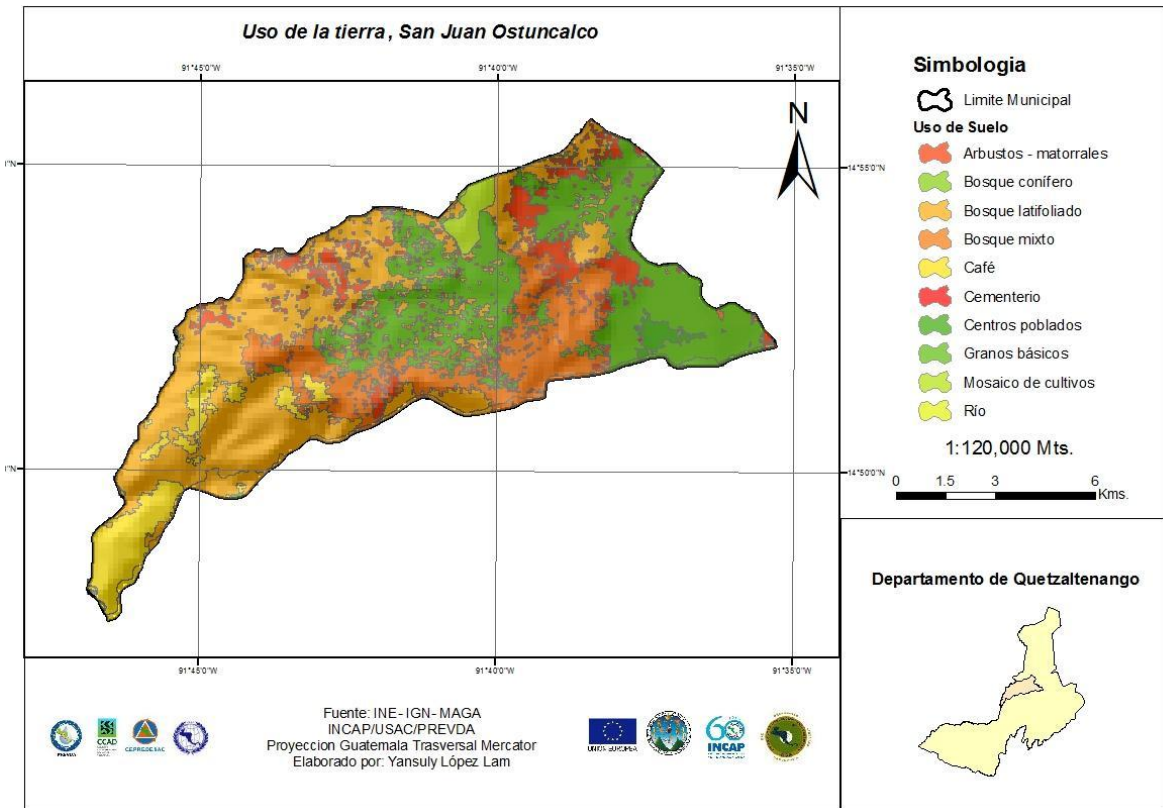 Uso de la tierra, San Juan Ostuncalco
91°45'0"W
91°40'0"W
91°35'0"W
14°55'0"N
14°50'0"N
91°45'0"W
91°40'0"W
91°35'0"W
N
Simbologia
Limite Municipal
Uso de Suelo
Arbustos - matorrales
Bosque conífero
Bosque latifoliado
Bosque mixto
Café
Cementerio
Centros poblados
Granos básicos
Mosaico de cultivos
Río
1:120,000 Mts.
0 1.5 3 6
Kms.
Departamento de Quetzaltenango
Fuente: INE-IGN-MAGA
INCAP/USAC/PREVDA
Proyeccion Guatemala Trasversal Mercator
Elaborado por: Yansuly López Lam
PREVDA
CCAD
CEPREDENAC
UNION EUROPEA
60
INCAP